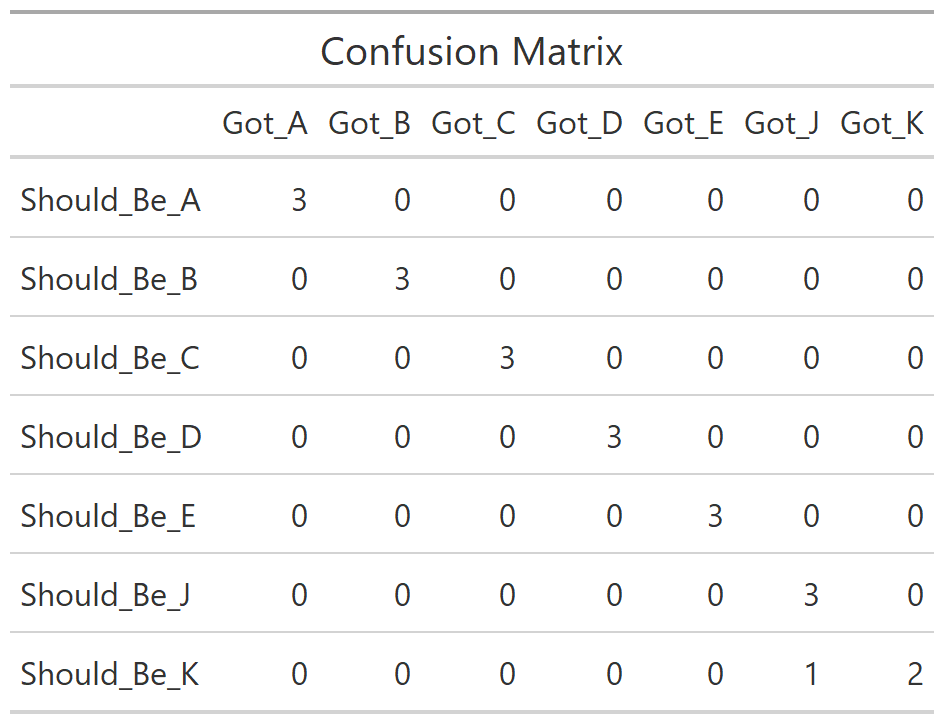 Confusion Matrix
Got_A Got_B Got_C Got_D Got_E Got_J Got_K
Should_Be_A 3 0 0 0 0 0 0
Should_Be_B 0 3 0 0 0 0 0
Should_Be_C 0 0 3 0 0 0 0
Should_Be_D 0 0 0 3 0 0 0
Should_Be_E 0 0 0 0 3 0 0
Should_Be_J 0 0 0 0 0 3 0
Should_Be_K 0 0 0 0 0 1 2